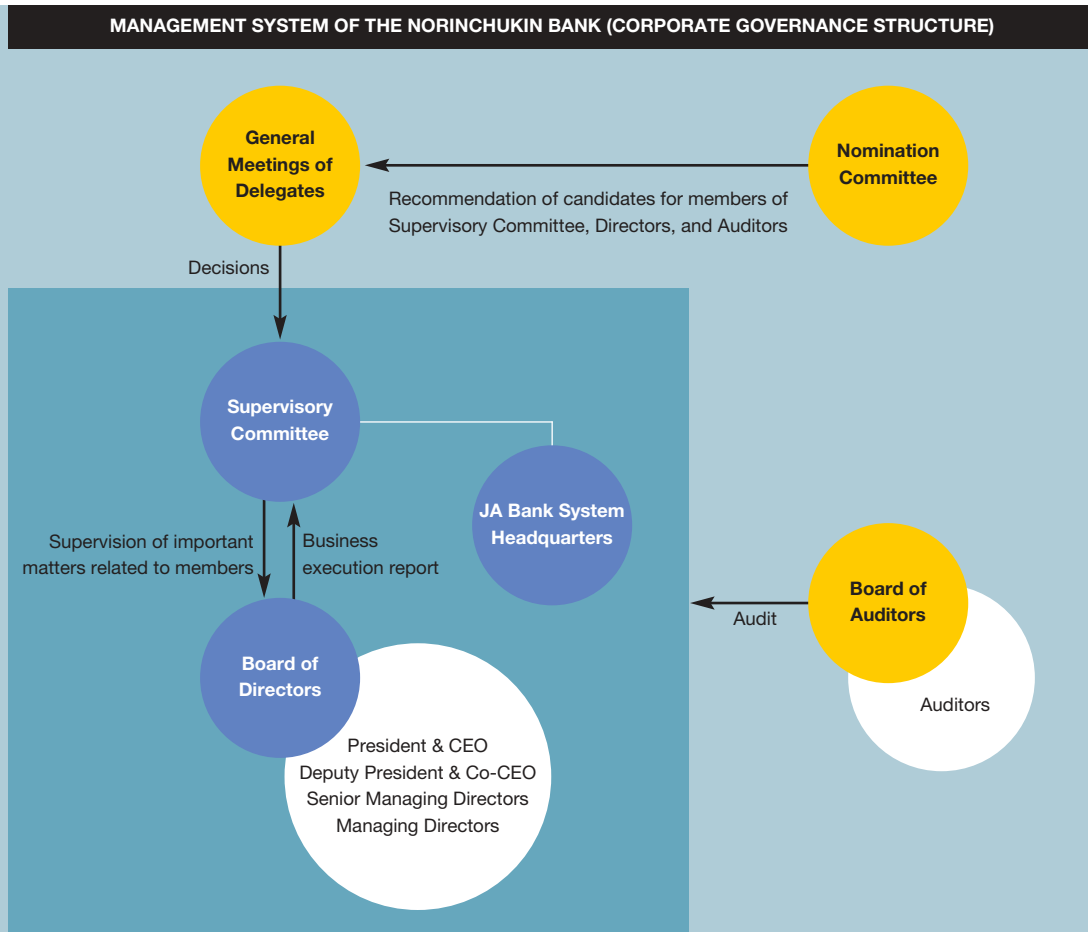 MANAGEMENT SYSTEM OF THE NORINCHUKIN BANK (CORPORATE GOVERNANCE STRUCTURE)
General
Meetings of
Delegates
Nomination
Committee
Recommendation of candidates for members of
Supervisory Committee, Directors, and Auditors
Decisions
Supervisory
Committee
JA Bank System
Headquarters
Supervision of important
matters related to members
Business
execution report
Board of
Auditors
Audit
Auditors
Board of
Directors
President & CEO
Deputy President & Co-CEO
Senior Managing Directors
Managing Directors